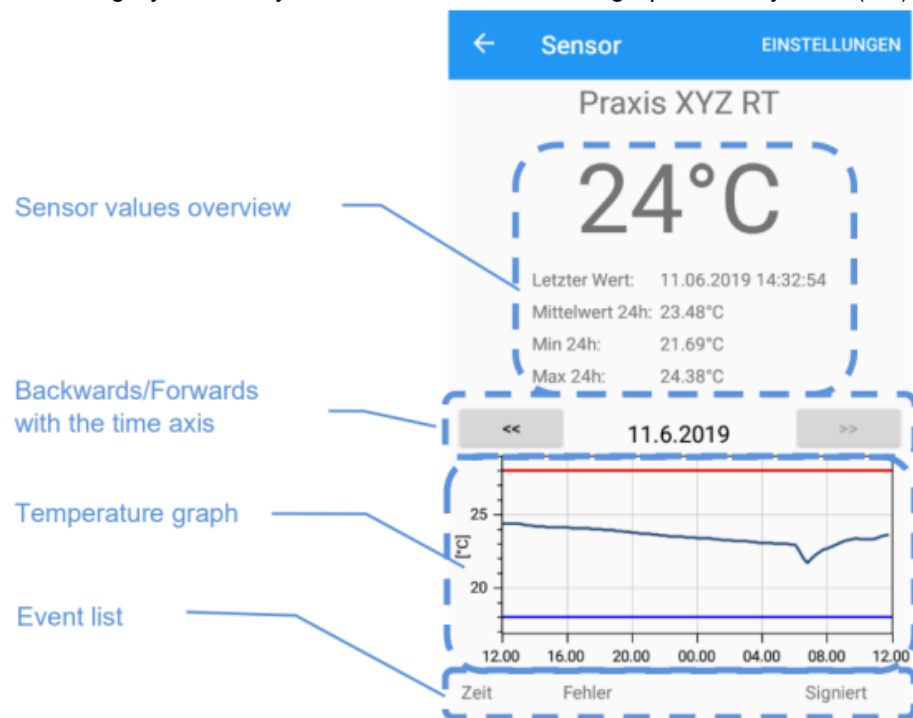 ← Sensor EINSTELLUNGEN
Praxis XYZ RT
24°C
Sensor values overview
Letzter Wert: 11.06.2019 14:32:54
Mittelwert 24h: 23.48°C
Min 24h: 21.69°C
Max 24h: 24.38°C
Backwards/Forwards
with the time axis
<< 11.6.2019 >>
Temperature graph
[°C]
25
20
12.00 16.00 20.00 00.00 04.00 08.00 12.00
Event list
Zeit Fehler Signiert